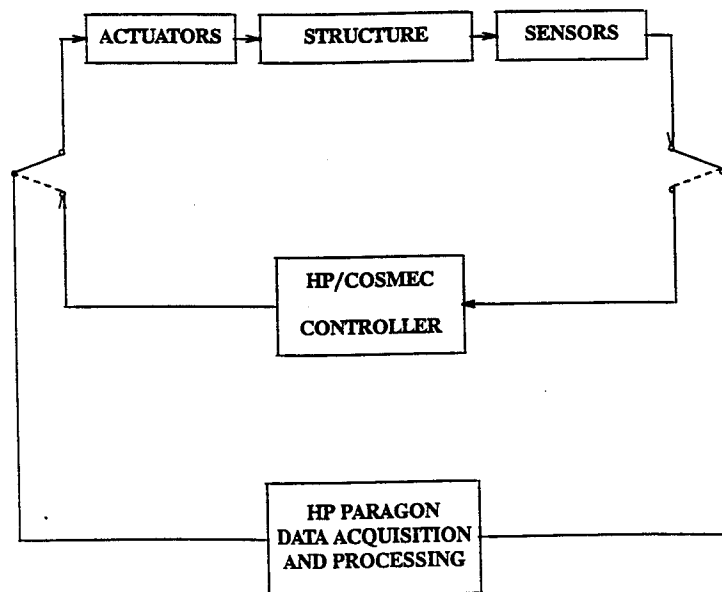 ACTUATORS
STRUCTURE
SENSORS
HP/COSMEC
CONTROLLER
HP PARAGON
DATA ACQUISITION
AND PROCESSING